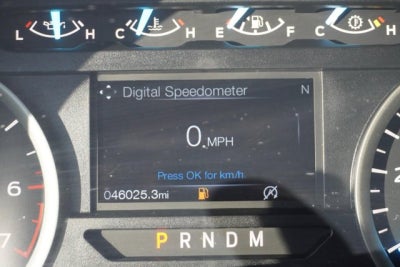 L H C H E F C H
Digital Speedometer N
0. MPH
Press OK for km/h
046025.3mi
6
7
P R N D M